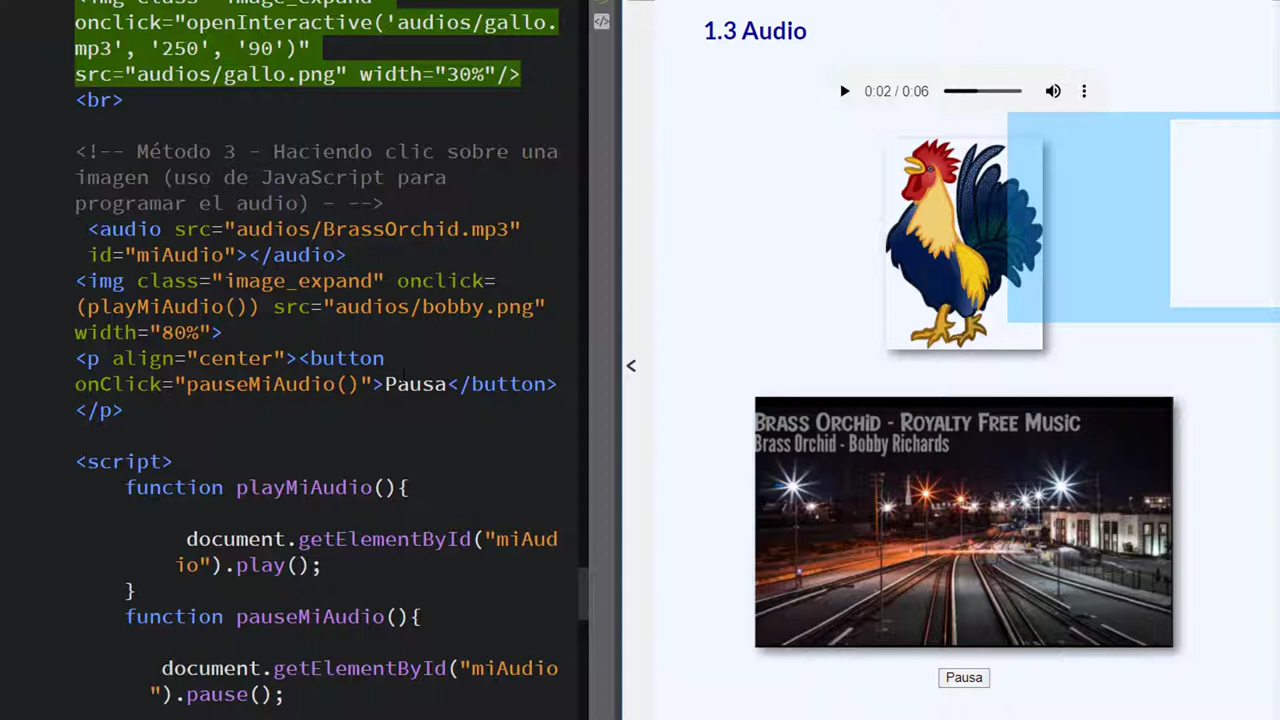 <img class="image_expand"
onclick="openInteractive('audios/gallo.
mp3', '250', '90')"
src="audios/gallo.png" width="30%"/>
<br>
<!-- Método 3 - Haciendo clic sobre una
imagen (uso de JavaScript para
programar el audio) - -->
<audio src="audios/BrassOrchid.mp3"
id="miAudio"></audio>
<img class="image_expand" onclick=
(playMiAudio()) src="audios/bobby.png"
width="80%">
<p align="center"><button
onClick="pauseMiAudio()">Pausa</button>
</p>
<script>
function playMiAudio(){
document.getElementById("miAud
io").play();
}
function pauseMiAudio(){
document.getElementById("miAudio
").pause();
1.3 Audio
0:02 / 0:06
Brass Orchid - Royalty Free Music
Brass Orchid - Bobby Richards
Pausa